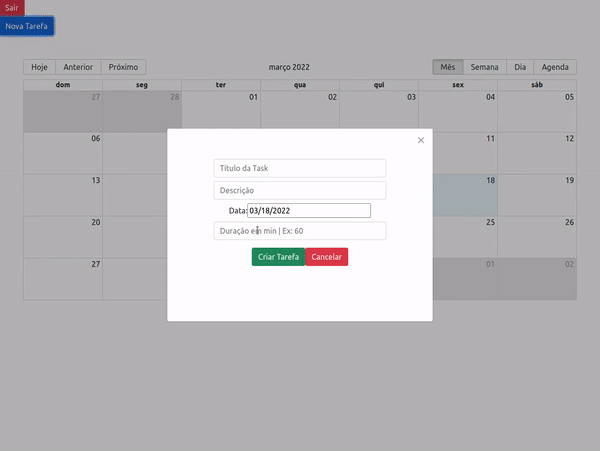 Sair
Nova Tarefa
Hoje Anterior Próximo março 2022 Mês Semana Dia Agenda
dom seg ter qua qui sex sáb
27 28 01 02 03 04 05
06 11 12
13 18 19
20 25 26
27 01 02
×
Título da Task
Descrição
Data: 03/18/2022
Duração em min | Ex: 60
Criar Tarefa Cancelar